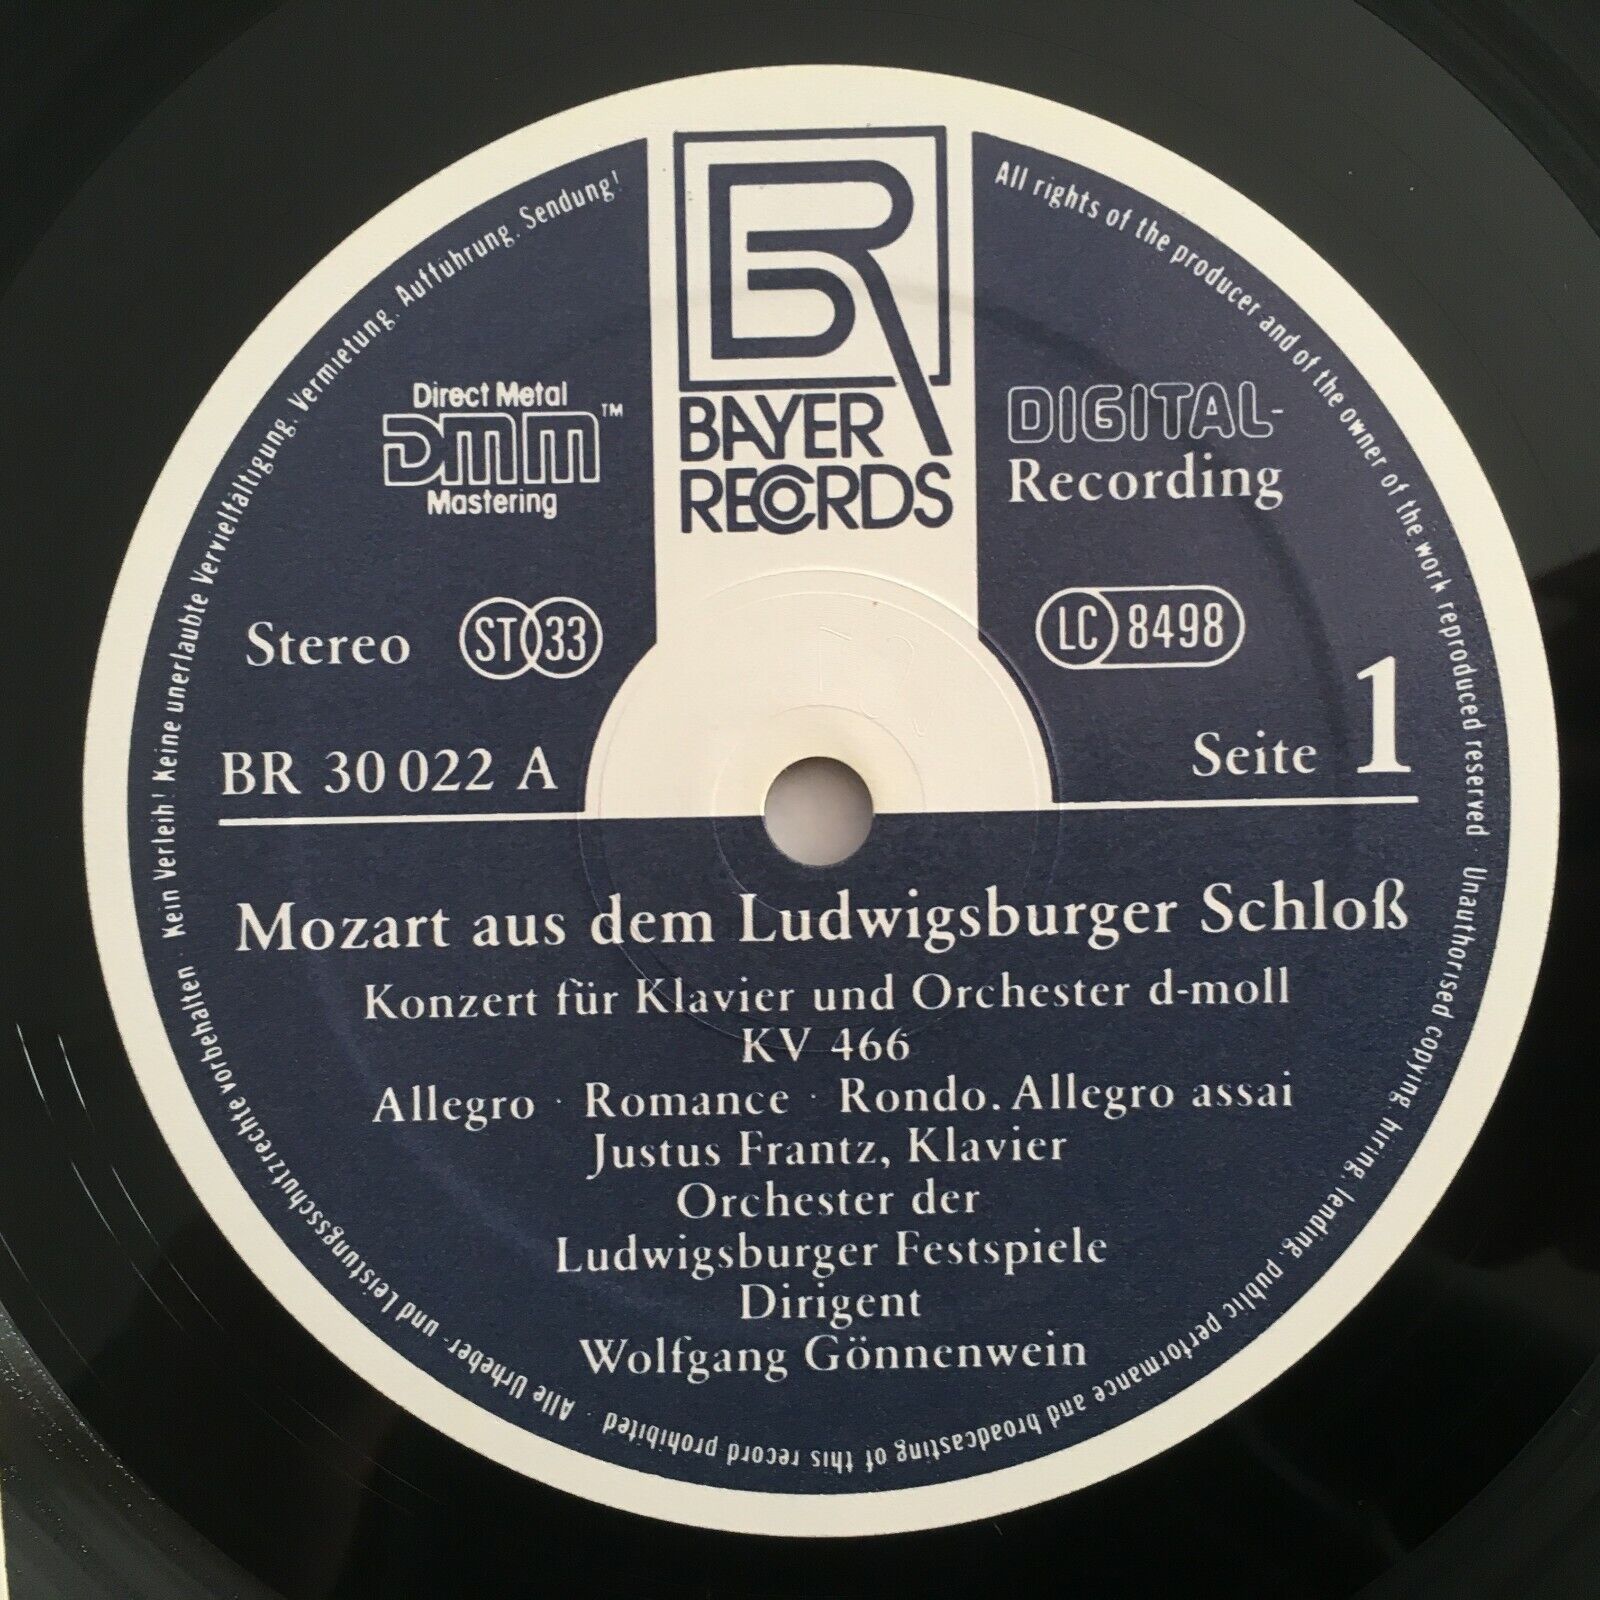 BR
BAYER
RECORDS
Direct Metal
DMM™
Mastering
DIGITAL-
Recording
Stereo ST 33
LC 8498
BR 30 022 A
Seite 1
Mozart aus dem Ludwigsburger Schloß
Konzert für Klavier und Orchester d-moll
KV 466
Allegro · Romance · Rondo. Allegro assai
Justus Frantz, Klavier
Orchester der
Ludwigsburger Festspiele
Dirigent
Wolfgang Gönnenwein
All rights of the producer and of the owner of the work reproduced reserved Unauthorised copying, hiring, lending, public performance and broadcasting of this record prohibited · Alle Urheber- und Leistungsschutzrechte vorbehalten · Kein Verleih! Keine unerlaubte Vervielfältigung, Vermietung, Aufführung, Sendung!